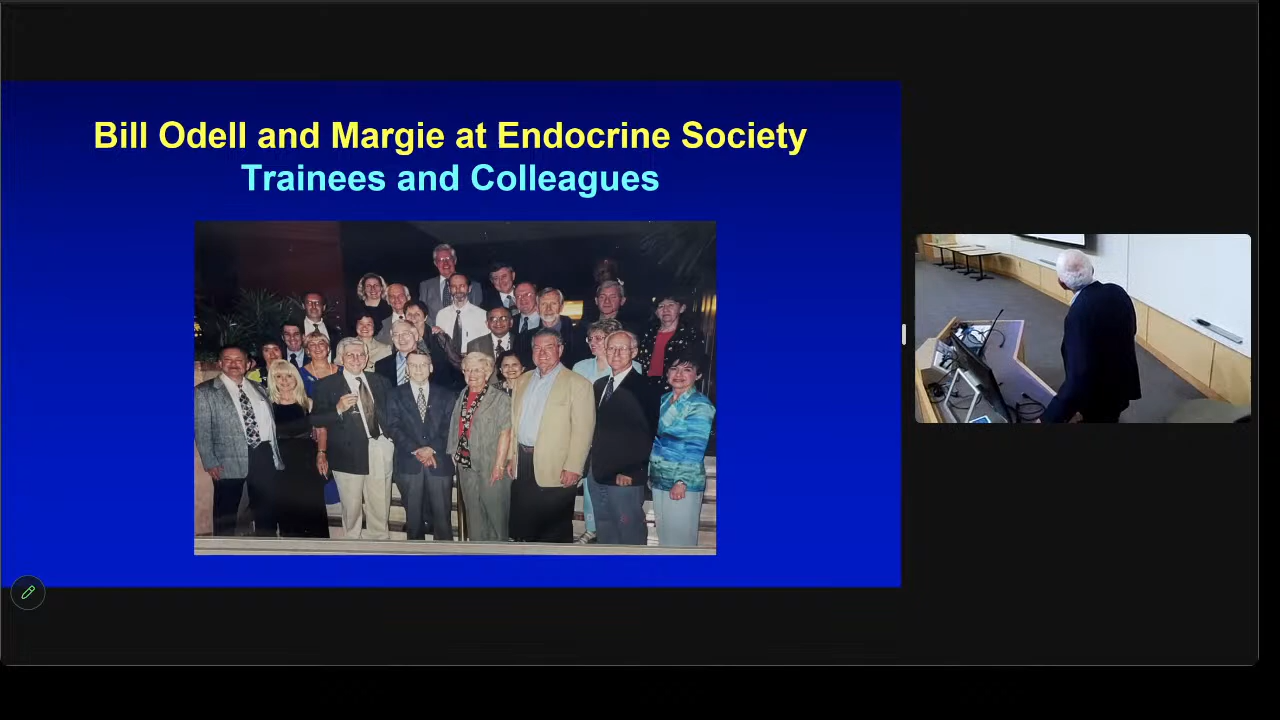 Bill Odell and Margie at Endocrine Society
Trainees and Colleagues